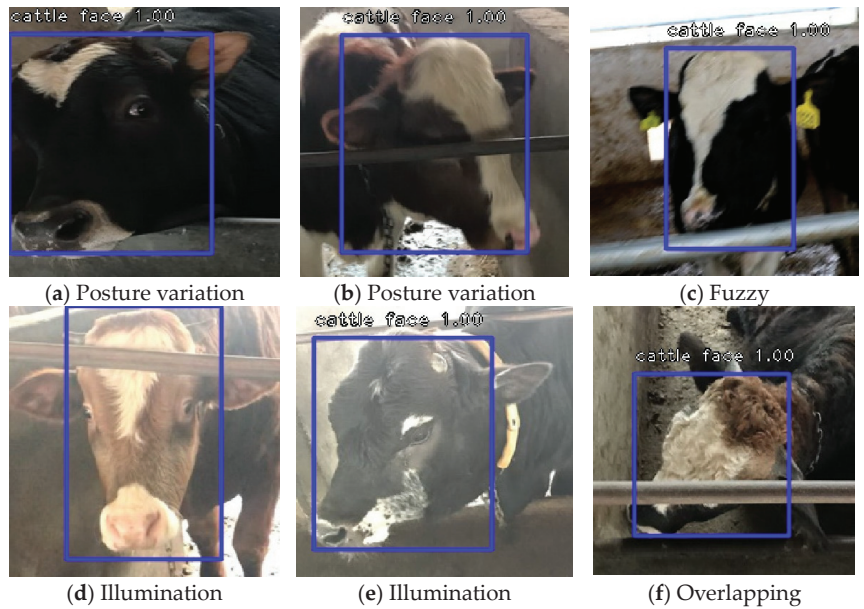 cattle face 1.00
cattle face 1.00
cattle face 1.00
(a) Posture variation
(b) Posture variation
(c) Fuzzy
cattle face 1.00
cattle face 1.00
(d) Illumination
(e) Illumination
(f) Overlapping